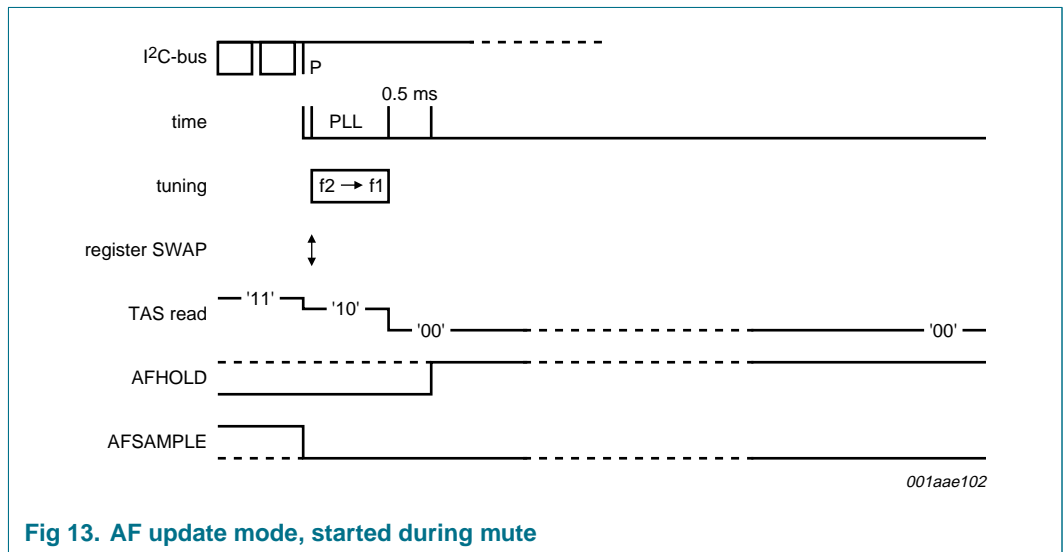 I²C-bus
P
0.5 ms
time
PLL
tuning
f2 → f1
register SWAP
TAS read
'11'
'10'
'00'
'00'
AFHOLD
AFSAMPLE
001aae102
Fig 13. AF update mode, started during mute